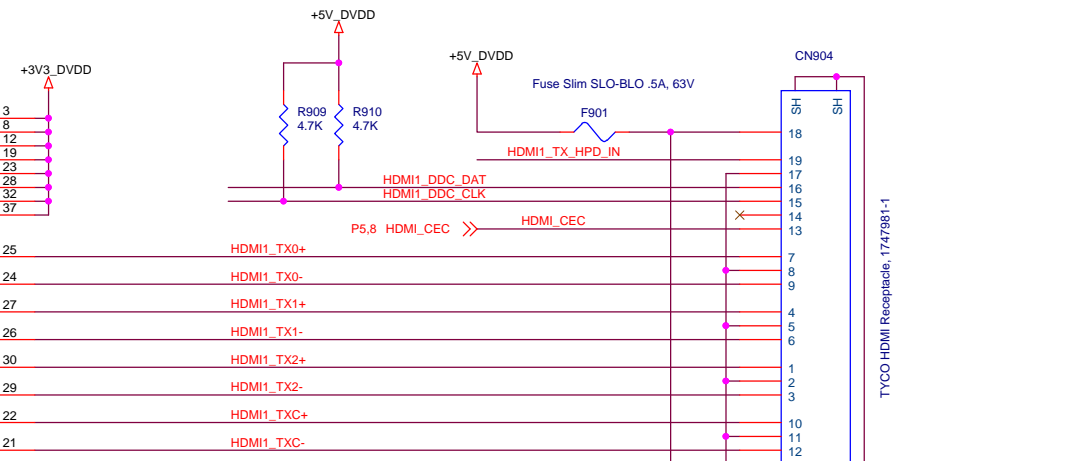 +5V_DVDD
+5V_DVDD
CN904
+3V3_DVDD
Fuse Slim SLO-BLO .5A, 63V
SH
SH
3
R909
4.7K
R910
4.7K
F901
8
18
12
HDMI1_TX_HPD_IN
19
19
23
17
28
HDMI1_DDC_DAT
16
32
HDMI1_DDC_CLK
15
37
14
P5,8 HDMI_CEC
HDMI_CEC
13
25
HDMI1_TX0+
7
8
24
HDMI1_TX0-
9
27
HDMI1_TX1+
4
5
26
HDMI1_TX1-
6
30
HDMI1_TX2+
1
2
29
HDMI1_TX2-
3
22
HDMI1_TXC+
10
11
21
HDMI1_TXC-
12
TYCO HDMI Receptacle, 1747981-1